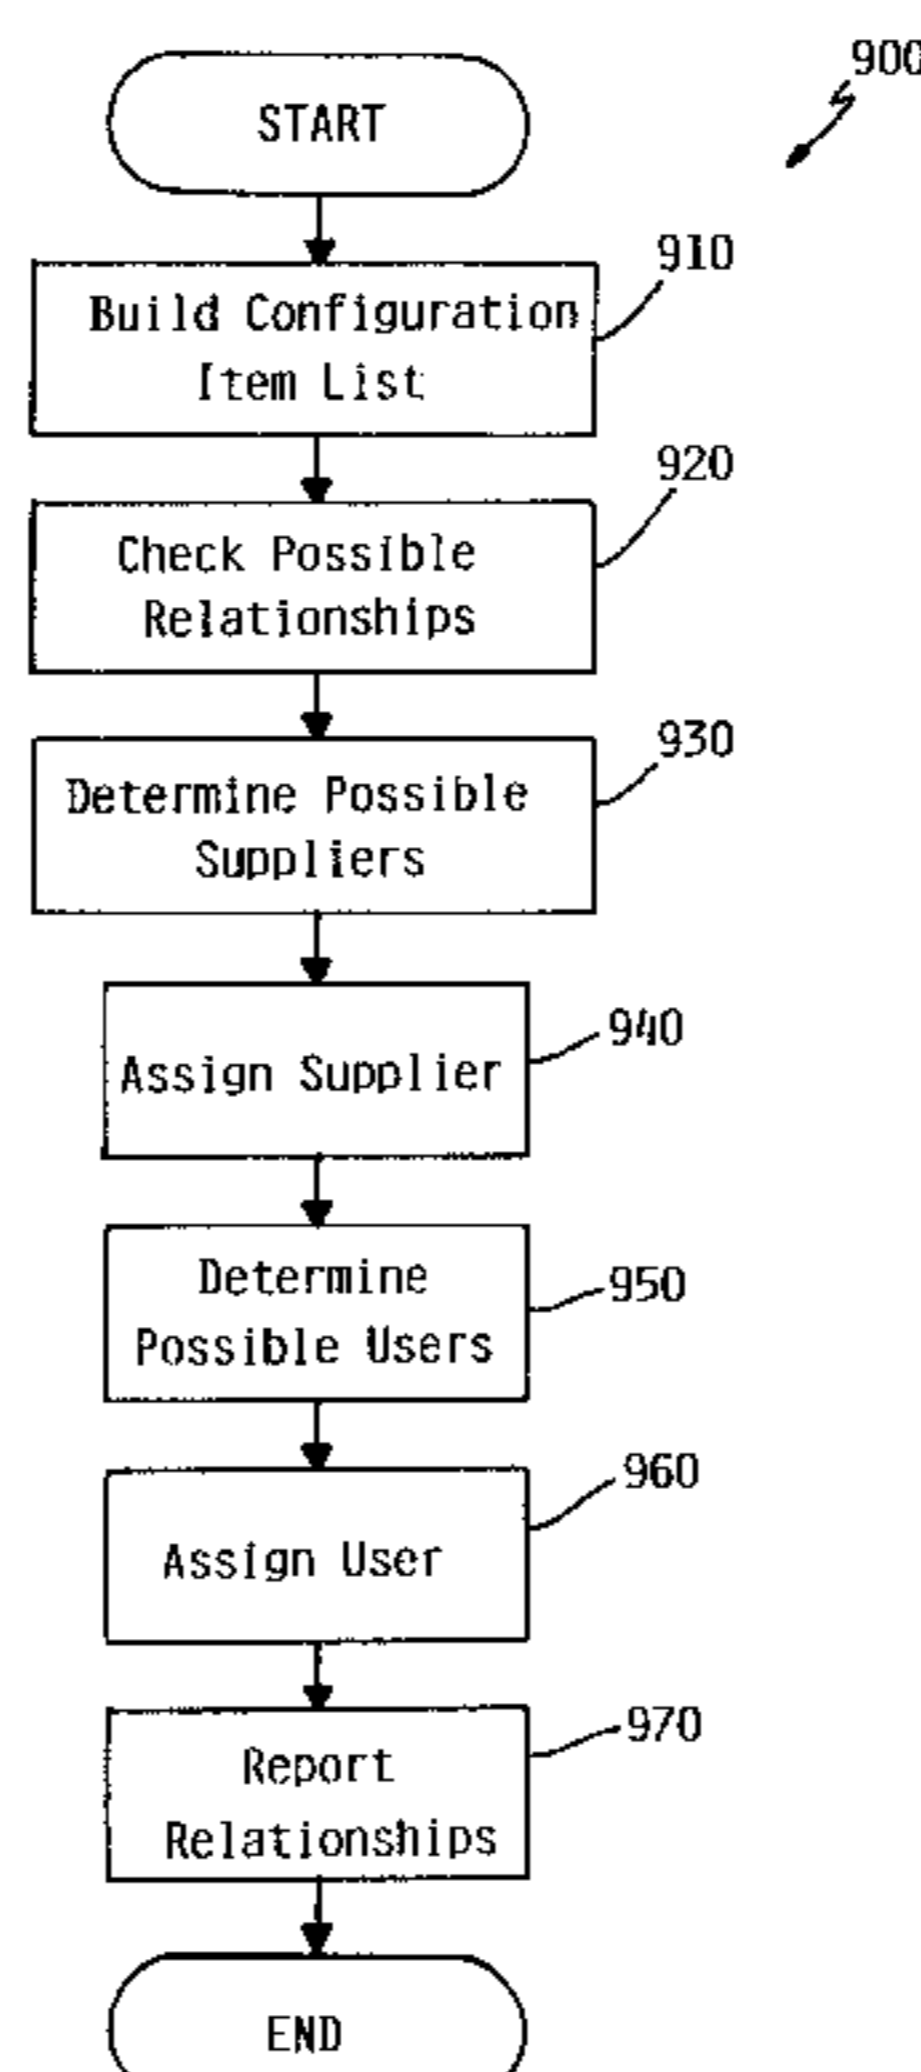 START
900
910
Build Configuration
Item List
920
Check Possible
Relationships
930
Determine Possible
Suppliers
940
Assign Supplier
950
Determine
Possible Users
960
Assign User
970
Report
Relationships
END